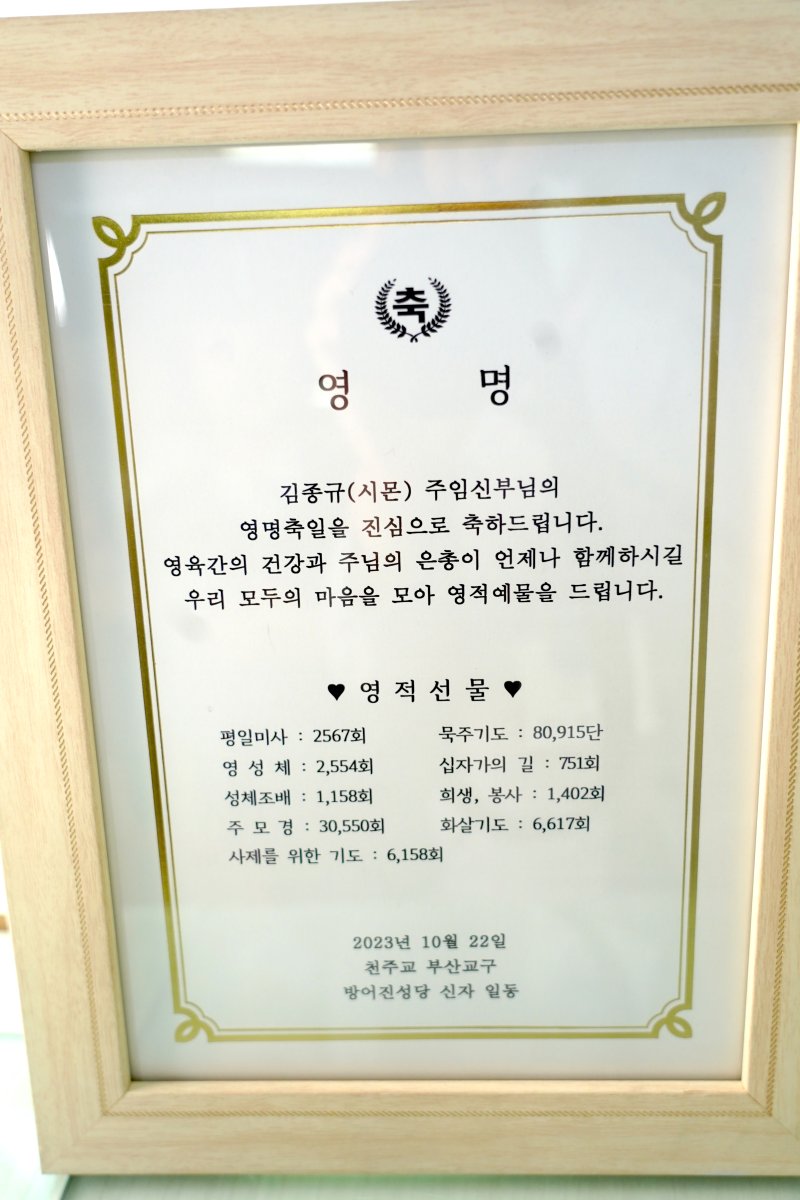 축
영 명
김종규(시몬) 주임신부님의
영명축일을 진심으로 축하드립니다.
영육간의 건강과 주님의 은총이 언제나 함께하시길
우리 모두의 마음을 모아 영적예물을 드립니다.
♥ 영적선물 ♥
평일미사 : 2567회 묵주기도 : 80,915단
영 성 체 : 2,554회 십자가의 길 : 751회
성체조배 : 1,158회 희생, 봉사 : 1,402회
주 모 경 : 30,550회 화살기도 : 6,617회
사제를 위한 기도 : 6,158회
2023년 10월 22일
천주교 부산교구
방어진성당 신자 일동